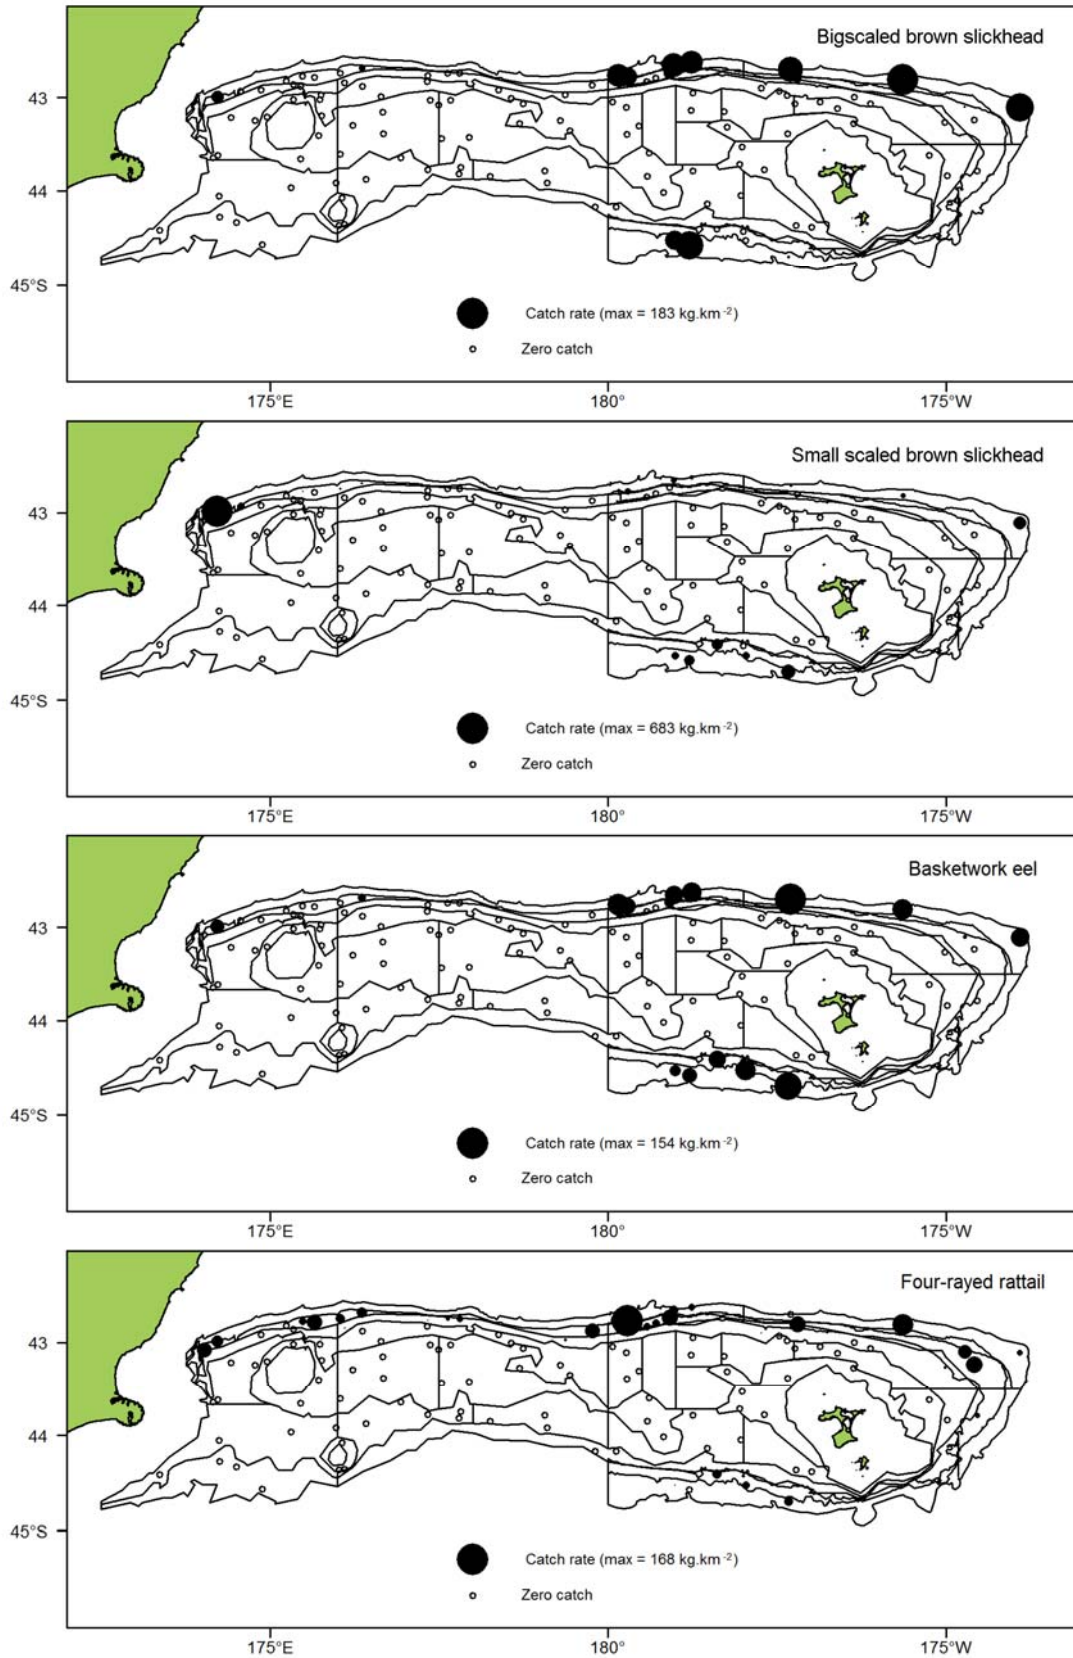 Bigscaled brown slickhead
43
44
45°S
Catch rate (max = 183 kg.km⁻²)
Zero catch
175°E 180° 175°W
Small scaled brown slickhead
43
44
45°S
Catch rate (max = 683 kg.km⁻²)
Zero catch
175°E 180° 175°W
Basketwork eel
43
44
45°S
Catch rate (max = 154 kg.km⁻²)
Zero catch
175°E 180° 175°W
Four-rayed rattail
43
44
45°S
Catch rate (max = 168 kg.km⁻²)
Zero catch
175°E 180° 175°W